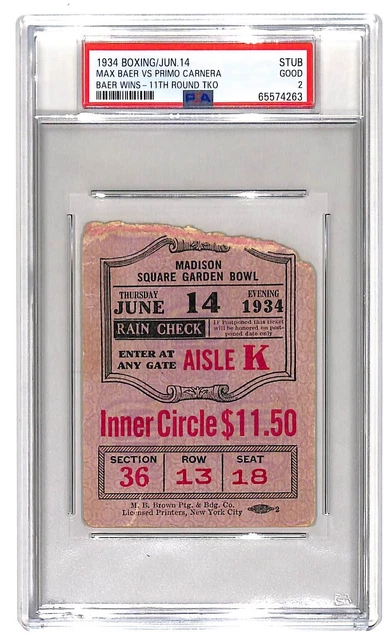 1934 BOXING/JUN.14 STUB
MAX BAER VS PRIMO CARNERA GOOD
BAER WINS - 11TH ROUND TKO 2
PSA 65574263
MADISON
SQUARE GARDEN BOWL
THURSDAY EVENING
JUNE 14 1934
RAIN CHECK
If Postponed this ticket
will be honored on post-
poned date only
ENTER AT
ANY GATE AISLE K
Inner Circle $11.50
SECTION ROW SEAT
36 13 18
M. B. Brown Ptg. & Bdg. Co.
Licensed Printers, New York City 2